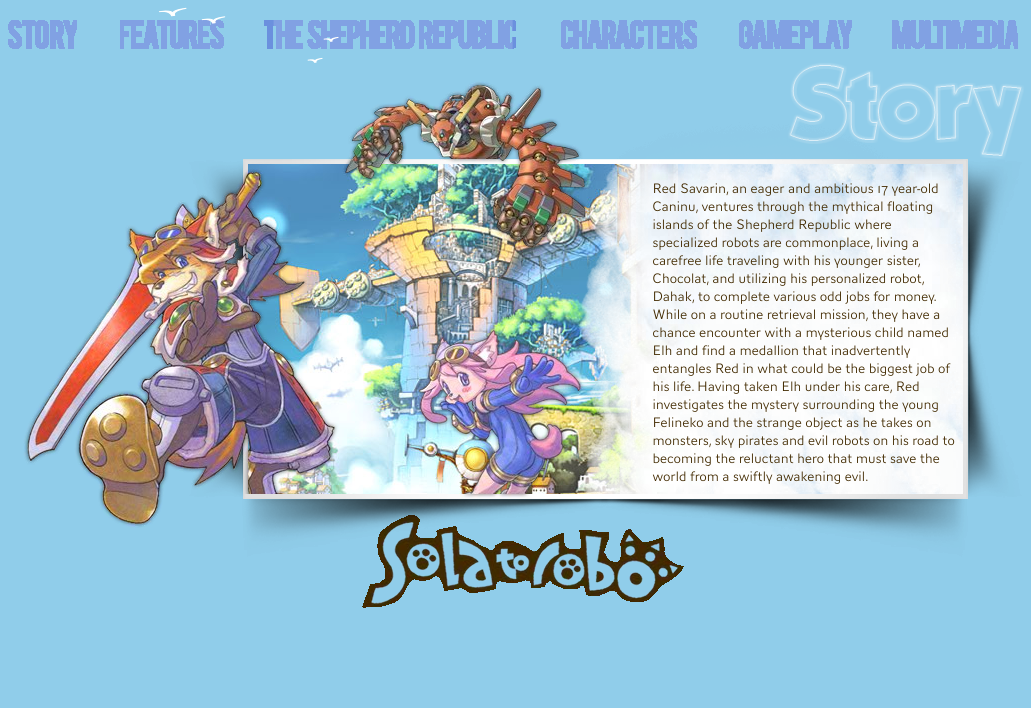 STORY FEATURES THE SHEPHERD REPUBLIC CHARACTERS GAMEPLAY MULTIMEDIA
Story
Red Savarin, an eager and ambitious 17 year-old
Caninu, ventures through the mythical floating
islands of the Shepherd Republic where
specialized robots are commonplace, living a
carefree life traveling with his younger sister,
Chocolat, and utilizing his personalized robot,
Dahak, to complete various odd jobs for money.
While on a routine retrieval mission, they have a
chance encounter with a mysterious child named
Elh and find a medallion that inadvertently
entangles Red in what could be the biggest job of
his life. Having taken Elh under his care, Red
investigates the mystery surrounding the young
Felineko and the strange object as he takes on
monsters, sky pirates and evil robots on his road to
becoming the reluctant hero that must save the
world from a swiftly awakening evil.
Solatorobo